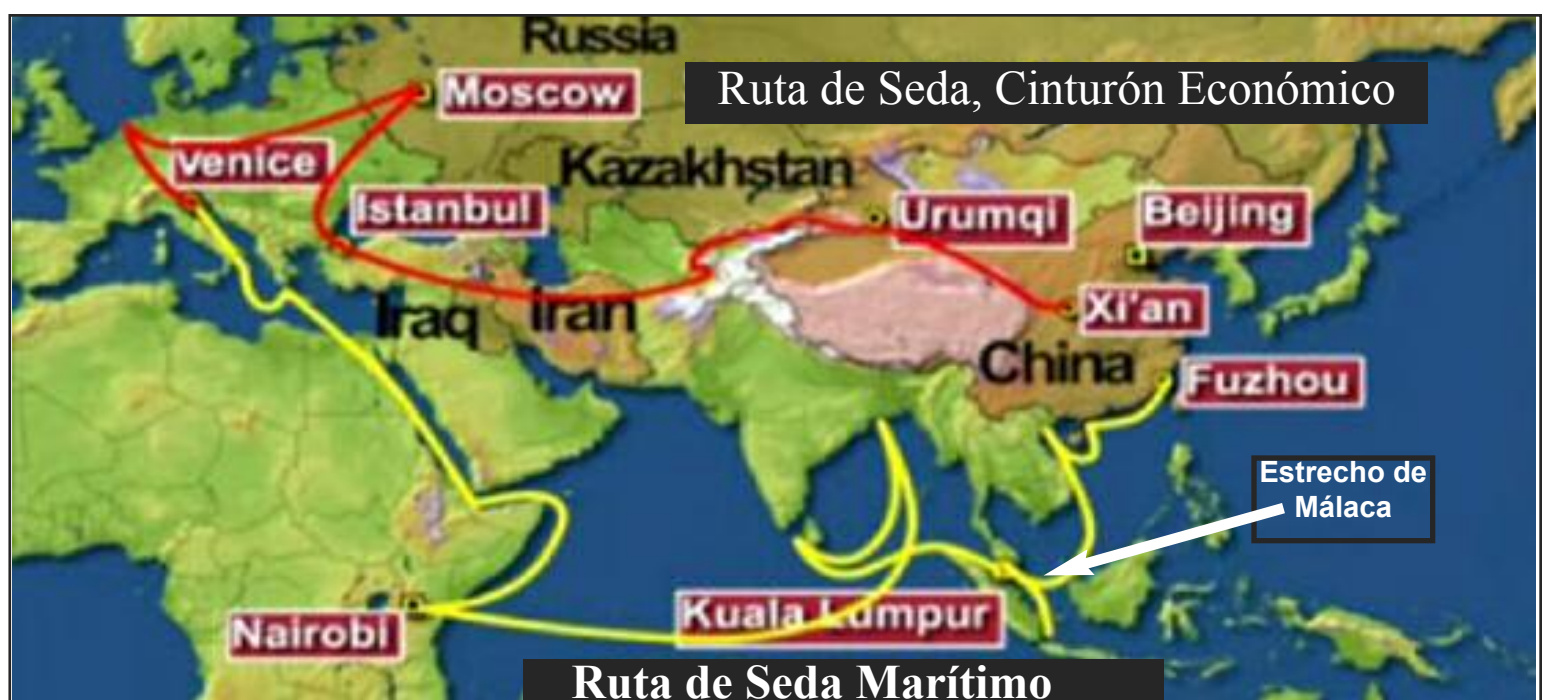 Russia
Moscow
Ruta de Seda, Cinturón Económico
Venice
Kazakhstan
Istanbul
Urumqi
Beijing
Iraq
Iran
Xi'an
China
Fuzhou
Estrecho de
Málaca
Kuala Lumpur
Nairobi
Ruta de Seda Marítimo